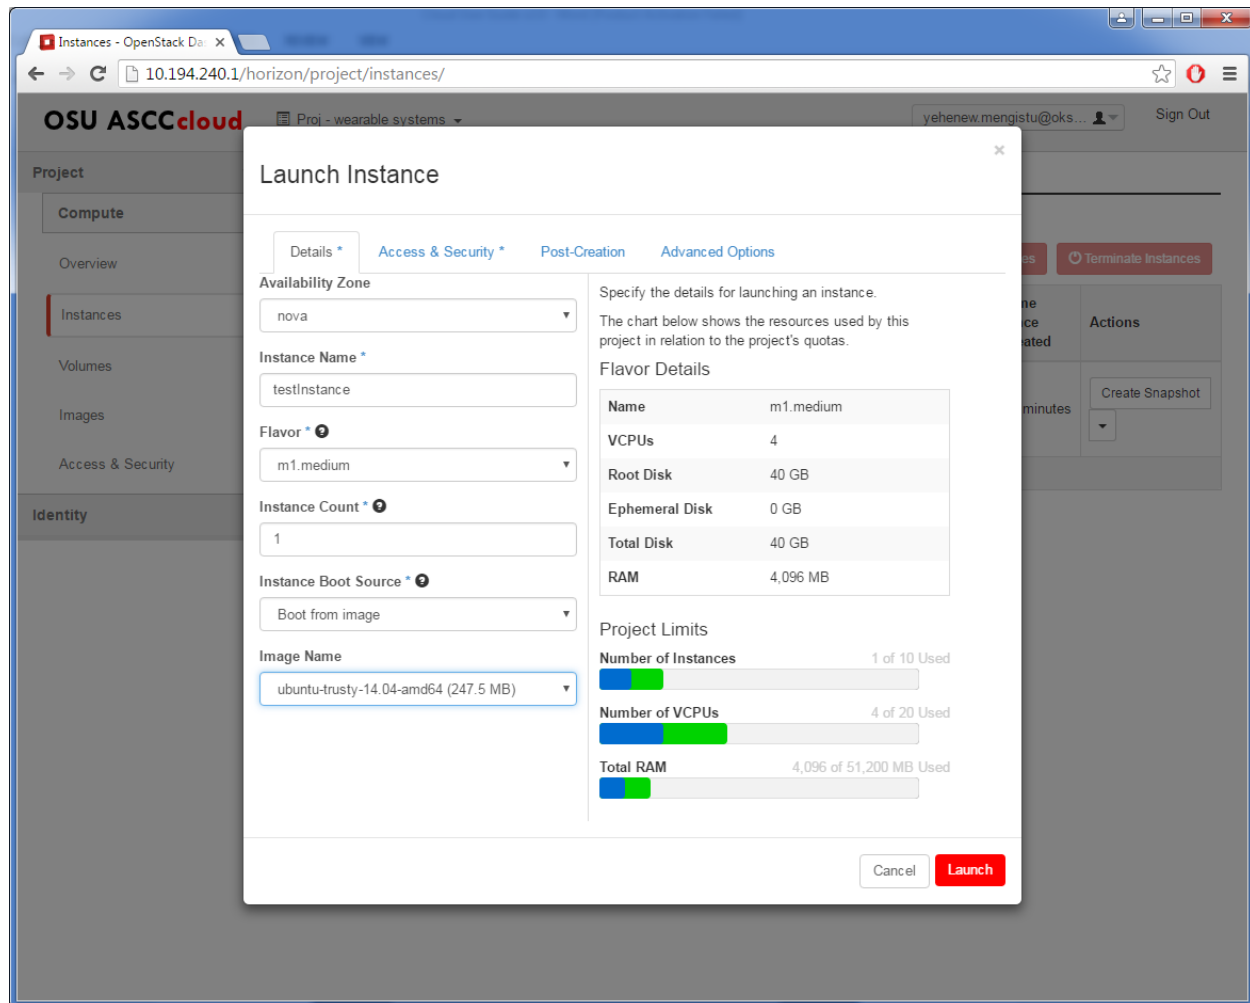 Instances - OpenStack Da
10.194.240.1/horizon/project/instances/
OSU ASCCcloud
Proj - wearable systems
yehenew.mengistu@oks...
Sign Out
Project
Compute
Overview
Instances
Volumes
Images
Access & Security
Identity
Launch Instance
×
Details *
Access & Security *
Post-Creation
Advanced Options
Availability Zone
nova
Instance Name *
testInstance
Flavor *
m1.medium
Instance Count *
1
Instance Boot Source *
Boot from image
Image Name
ubuntu-trusty-14.04-amd64 (247.5 MB)
Specify the details for launching an instance.
The chart below shows the resources used by this
project in relation to the project's quotas.
Flavor Details
Name m1.medium
VCPUs 4
Root Disk 40 GB
Ephemeral Disk 0 GB
Total Disk 40 GB
RAM 4,096 MB
Project Limits
Number of Instances 1 of 10 Used
Number of VCPUs 4 of 20 Used
Total RAM 4,096 of 51,200 MB Used
Cancel
Launch
Terminate Instances
Actions
minutes
Create Snapshot